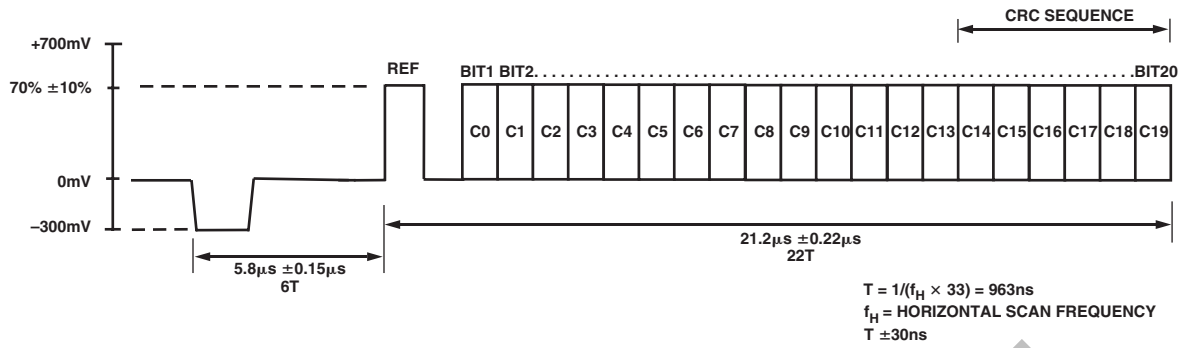 CRC SEQUENCE
+700mV
REF
BIT1 BIT2. . . . . . . . . . . . . . . . . . . . . . . . . . . . . . . . . . . . . . . . . . . . . . . . . . . . . . . . . . . . . . . . . . . .BIT20
70% ±10%
C0 C1 C2 C3 C4 C5 C6 C7 C8 C9 C10 C11 C12 C13 C14 C15 C16 C17 C18 C19
0mV
–300mV
21.2µs ±0.22µs
22T
5.8µs ±0.15µs
6T
T = 1/(fH × 33) = 963ns
fH = HORIZONTAL SCAN FREQUENCY
T ±30ns